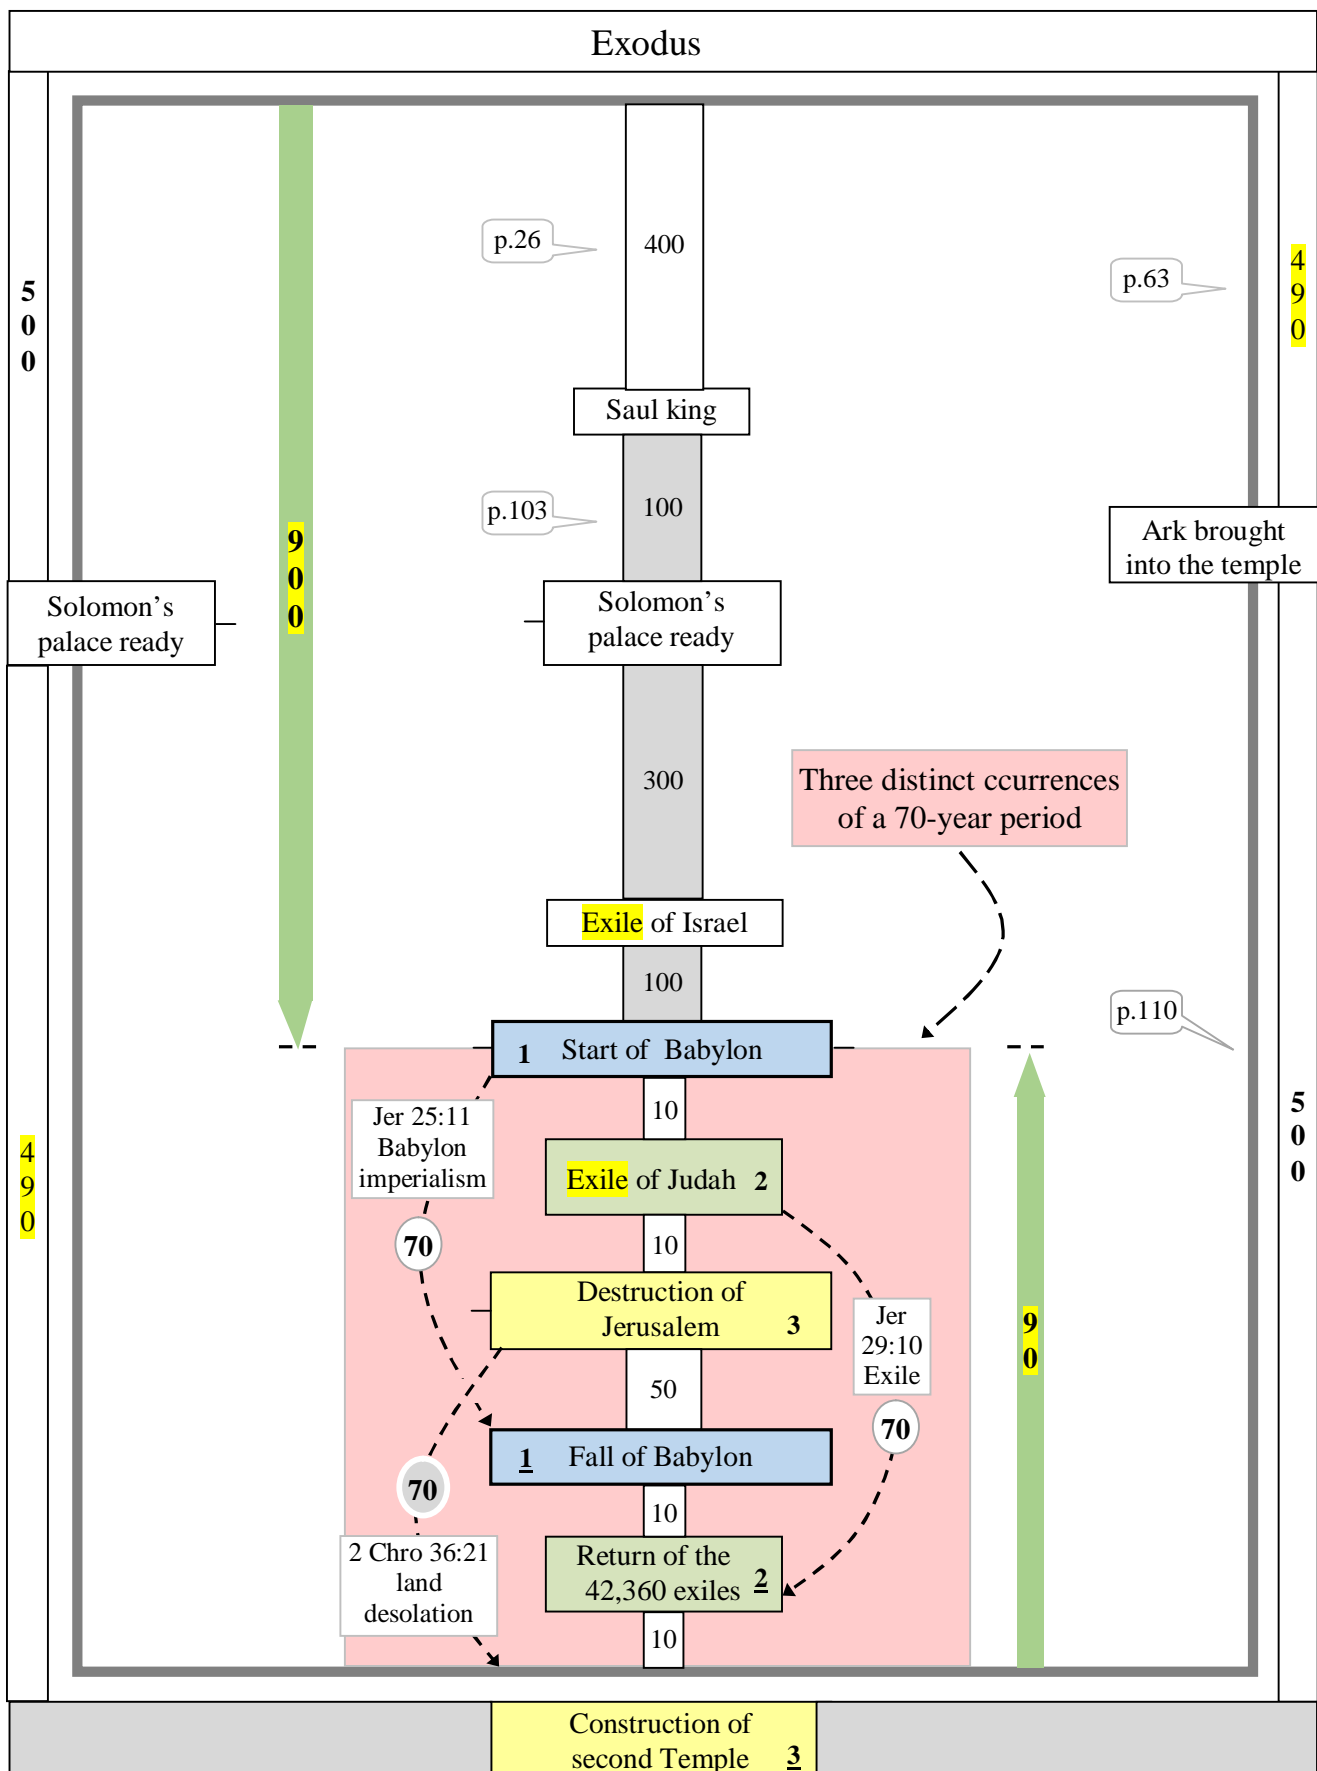 Exodus
p.26
400
p.63
4
9
0
5
0
0
Saul king
p.103
100
9
0
0
Ark brought
into the temple
Solomon’s
palace ready
Solomon’s
palace ready
300
Three distinct ccurrences
of a 70-year period
Exile of Israel
100
p.110
1 Start of Babylon
10
Jer 25:11
Babylon
imperialism
5
0
0
4
9
0
Exile of Judah 2
70
10
Destruction of
Jerusalem 3
Jer
29:10
Exile
9
0
50
70
1 Fall of Babylon
70
10
2 Chro 36:21
land
desolation
Return of the
42,360 exiles 2
10
Construction of
second Temple 3